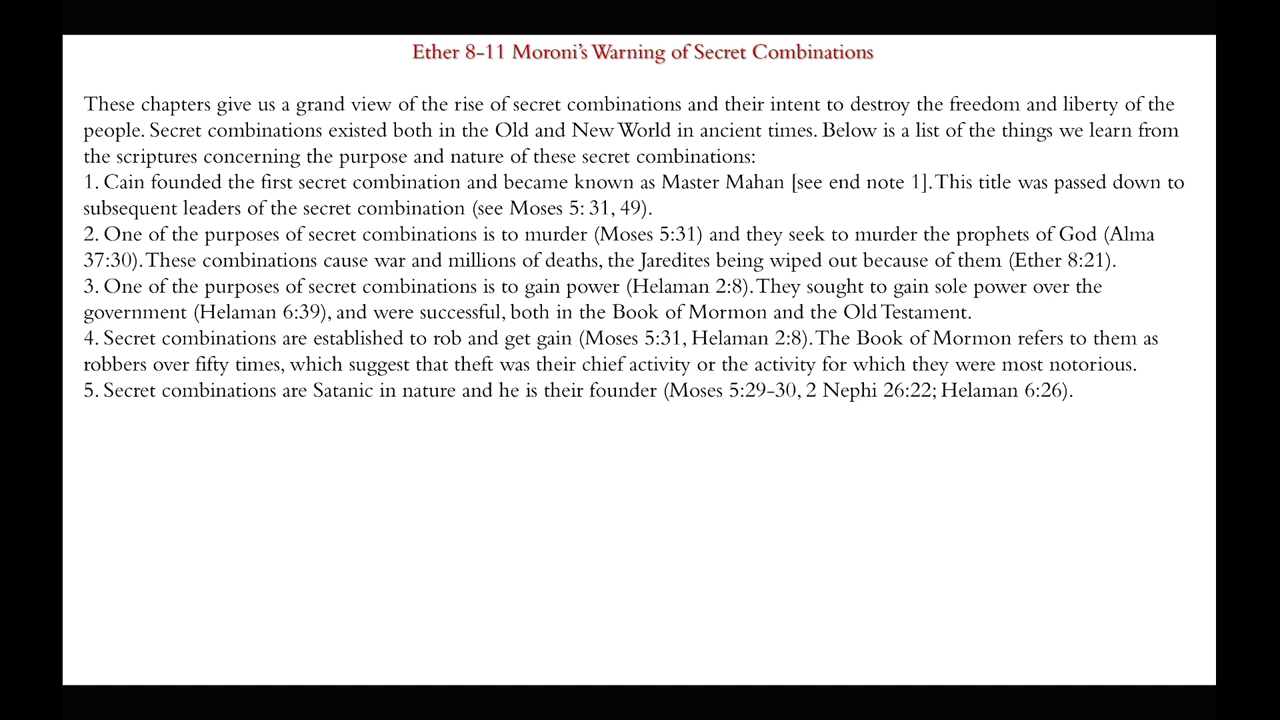 Ether 8-11 Moroni's Warning of Secret Combinations
These chapters give us a grand view of the rise of secret combinations and their intent to destroy the freedom and liberty of the
people. Secret combinations existed both in the Old and New World in ancient times. Below is a list of the things we learn from
the scriptures concerning the purpose and nature of these secret combinations:
1. Cain founded the first secret combination and became known as Master Mahan [see end note 1]. This title was passed down to
subsequent leaders of the secret combination (see Moses 5: 31, 49).
2. One of the purposes of secret combinations is to murder (Moses 5:31) and they seek to murder the prophets of God (Alma
37:30). These combinations cause war and millions of deaths, the Jaredites being wiped out because of them (Ether 8:21).
3. One of the purposes of secret combinations is to gain power (Helaman 2:8). They sought to gain sole power over the
government (Helaman 6:39), and were successful, both in the Book of Mormon and the Old Testament.
4. Secret combinations are established to rob and get gain (Moses 5:31, Helaman 2:8). The Book of Mormon refers to them as
robbers over fifty times, which suggest that theft was their chief activity or the activity for which they were most notorious.
5. Secret combinations are Satanic in nature and he is their founder (Moses 5:29-30, 2 Nephi 26:22; Helaman 6:26).